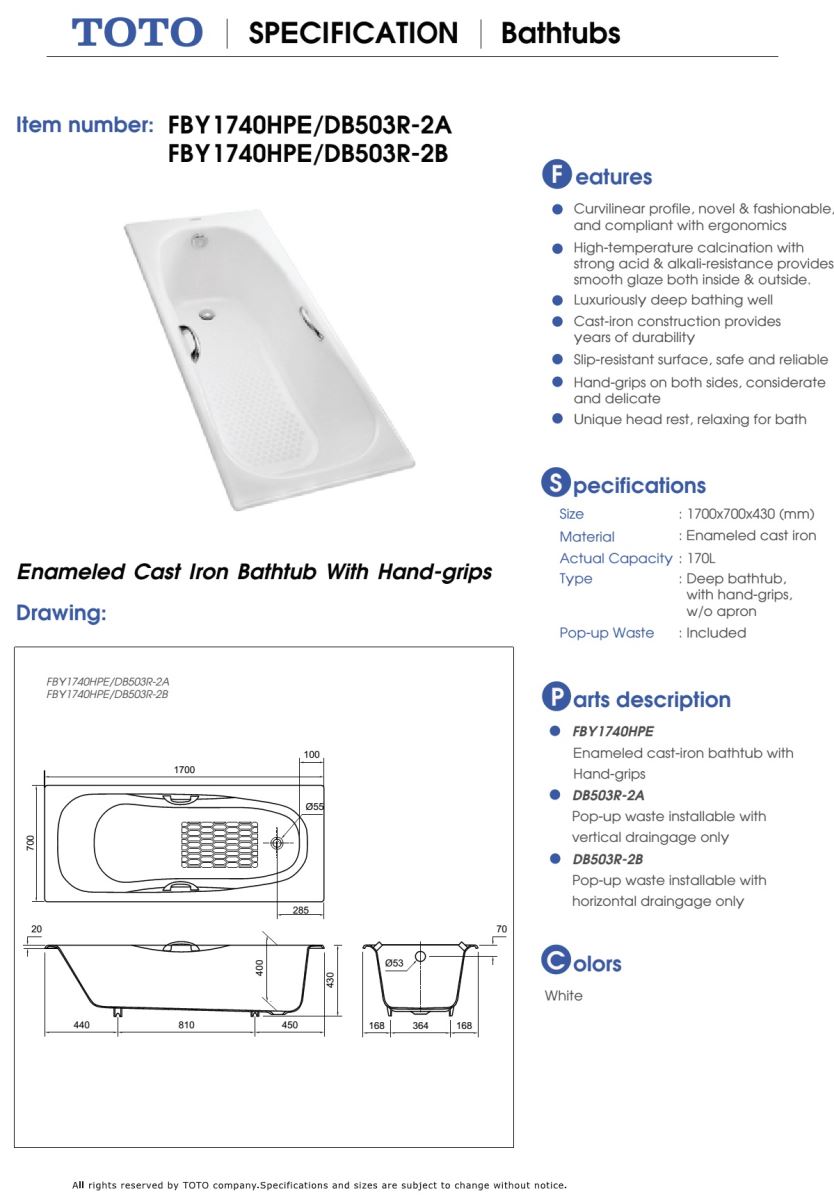 TOTO | SPECIFICATION | Bathtubs
Item number: FBY1740HPE/DB503R-2A
FBY1740HPE/DB503R-2B
Enameled Cast Iron Bathtub With Hand-grips
Drawing:
FBY1740HPE/DB503R-2A
FBY1740HPE/DB503R-2B
100
1700
Ø55
700
285
20
400
430
440
810
450
70
Ø53
168
364
168
Features
Curvilinear profile, novel & fashionable,
and compliant with ergonomics
High-temperature calcination with
strong acid & alkali-resistance provides
smooth glaze both inside & outside.
Luxuriously deep bathing well
Cast-iron construction provides
years of durability
Slip-resistant surface, safe and reliable
Hand-grips on both sides, considerate
and delicate
Unique head rest, relaxing for bath
Specifications
Size : 1700x700x430 (mm)
Material : Enameled cast iron
Actual Capacity : 170L
Type : Deep bathtub,
with hand-grips,
w/o apron
Pop-up Waste : Included
Parts description
FBY1740HPE
Enameled cast-iron bathtub with
Hand-grips
DB503R-2A
Pop-up waste installable with
vertical draingage only
DB503R-2B
Pop-up waste installable with
horizontal draingage only
Colors
White
All rights reserved by TOTO company.Specifications and sizes are subject to change without notice.